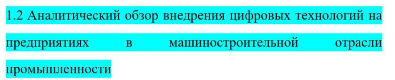 1.2 Аналитический обзор внедрения цифровых технологий на
предприятиях в машиностроительной отрасли
промышленности